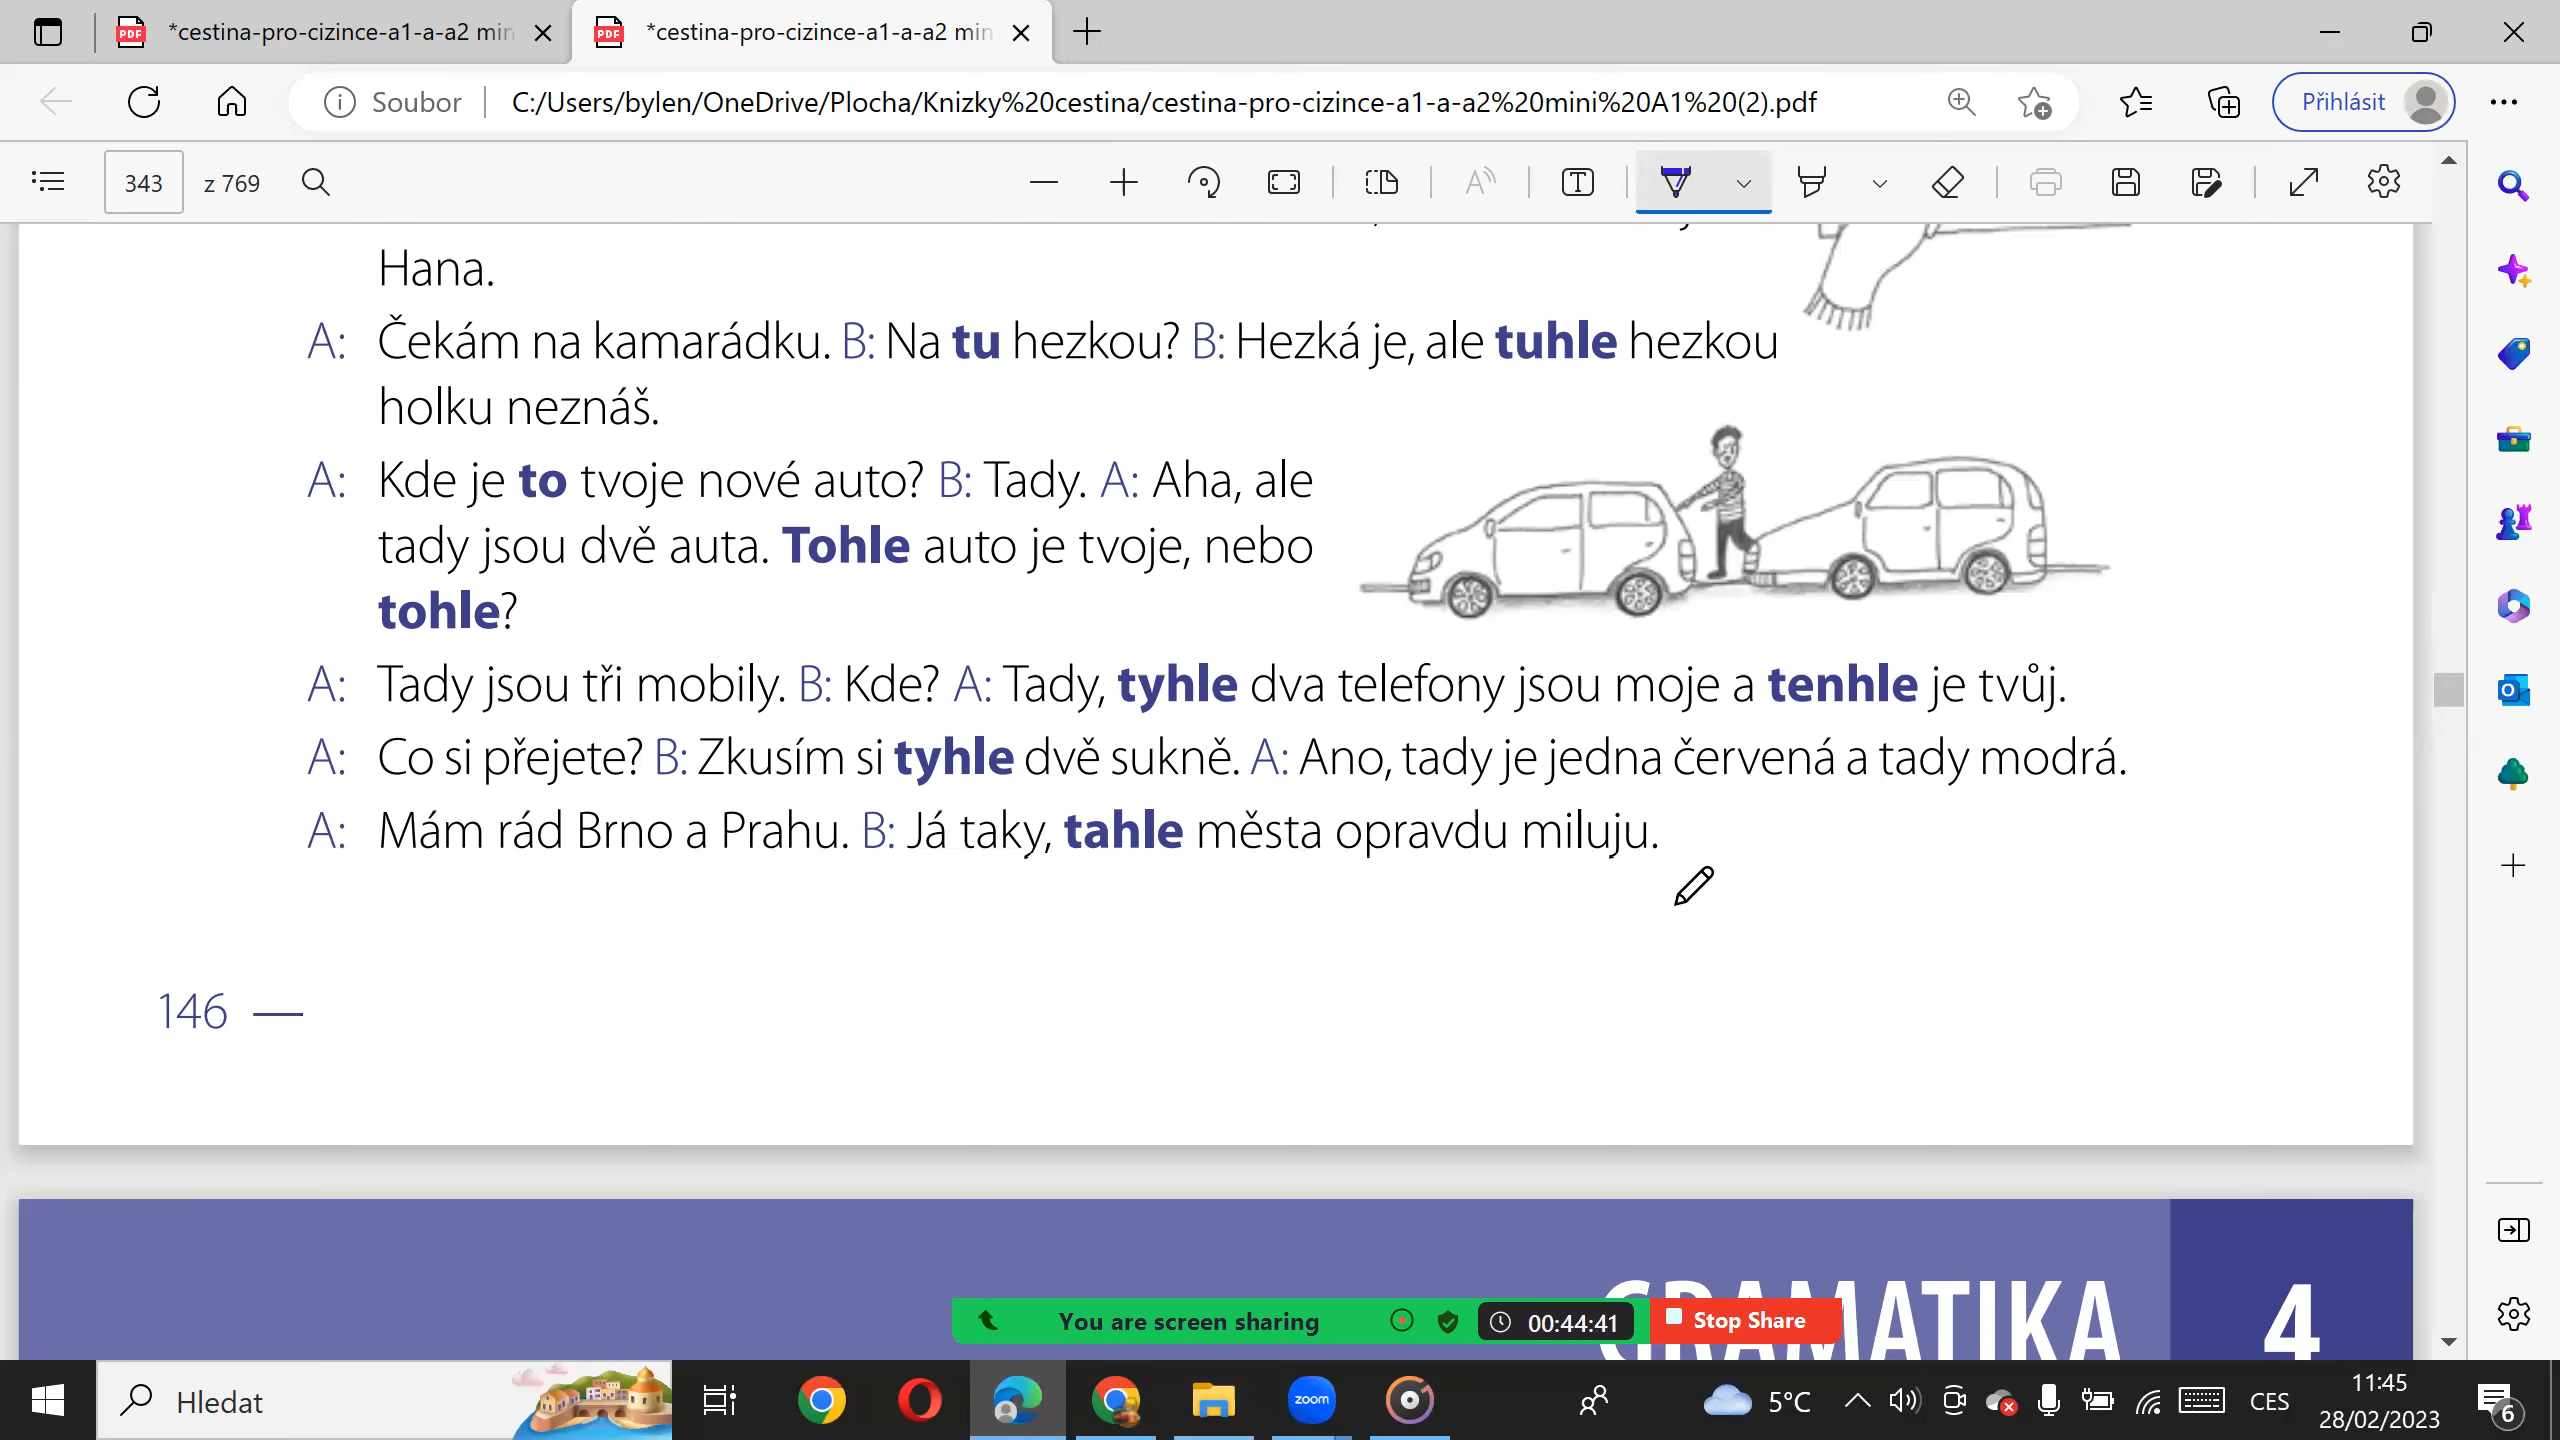 *cestina-pro-cizince-a1-a-a2 min
*cestina-pro-cizince-a1-a-a2 min
Soubor
C:/Users/bylen/OneDrive/Plocha/Knizky%20cestina/cestina-pro-cizince-a1-a-a2%20mini%20A1%20(2).pdf
Přihlásit
343 z 769
Hana.
A: Čekám na kamarádku. B: Na tu hezkou? B: Hezká je, ale tuhle hezkou
holku neznáš.
A: Kde je to tvoje nové auto? B: Tady. A: Aha, ale
tady jsou dvě auta. Tohle auto je tvoje, nebo
tohle?
A: Tady jsou tři mobily. B: Kde? A: Tady, tyhle dva telefony jsou moje a tenhle je tvůj.
A: Co si přejete? B: Zkusím si tyhle dvě sukně. A: Ano, tady je jedna červená a tady modrá.
A: Mám rád Brno a Prahu. B: Já taky, tahle města opravdu miluju.
146 —
GRAMATIKA 4
You are screen sharing 00:44:41 Stop Share
Hledat
zoom
5°C
CES
11:45
28/02/2023
6